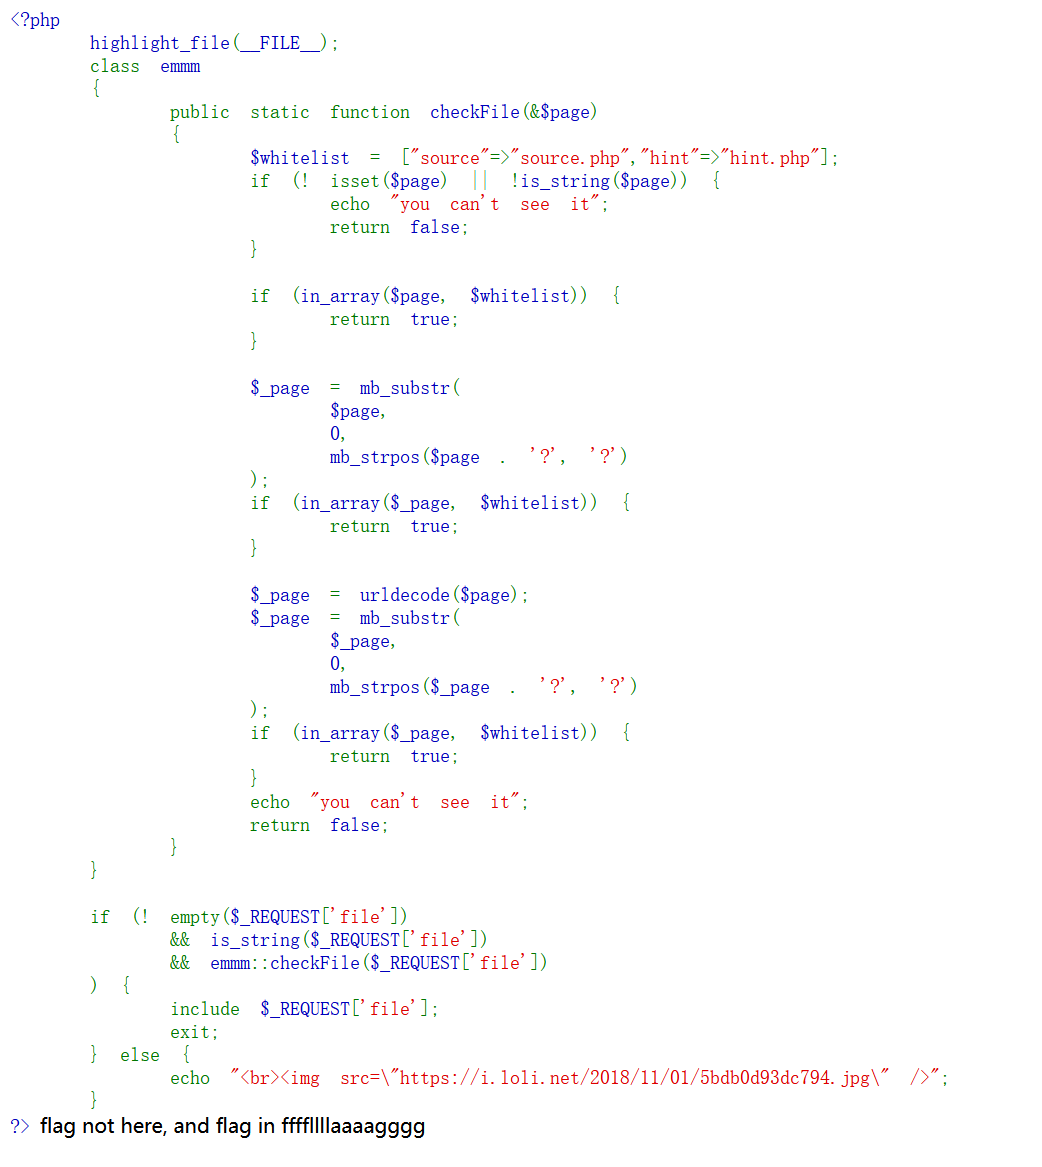 <?php
highlight_file(__FILE__);
class emmm
{
public static function checkFile(&$page)
{
$whitelist = ["source"=>"source.php","hint"=>"hint.php"];
if (! isset($page) || !is_string($page)) {
echo "you can't see it";
return false;
}
if (in_array($page, $whitelist)) {
return true;
}
$_page = mb_substr(
$page,
0,
mb_strpos($page . '?', '?')
);
if (in_array($_page, $whitelist)) {
return true;
}
$_page = urldecode($page);
$_page = mb_substr(
$_page,
0,
mb_strpos($_page . '?', '?')
);
if (in_array($_page, $whitelist)) {
return true;
}
echo "you can't see it";
return false;
}
}
if (! empty($_REQUEST['file'])
&& is_string($_REQUEST['file'])
&& emmm::checkFile($_REQUEST['file'])
) {
include $_REQUEST['file'];
exit;
} else {
echo "<br><img src=\"https://i.loli.net/2018/11/01/5bdb0d93dc794.jpg\" />";
}
?> flag not here, and flag in ffffllllaaaagggg